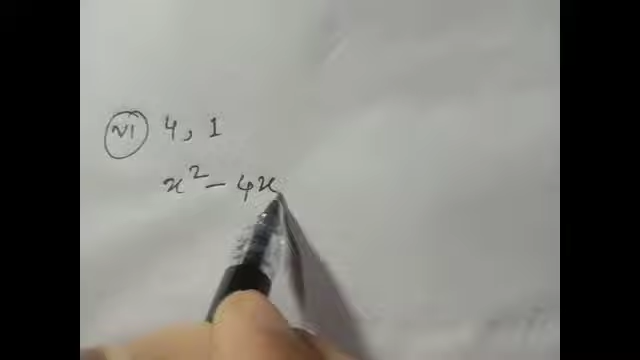 (vi) 4, 1
x² - 4x